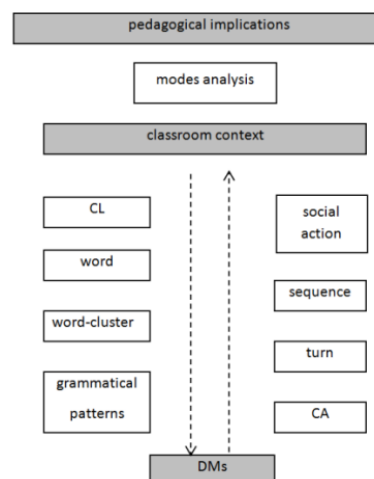 pedagogical implications
modes analysis
classroom context
CL
word
word-cluster
grammatical
patterns
social
action
sequence
turn
CA
DMs